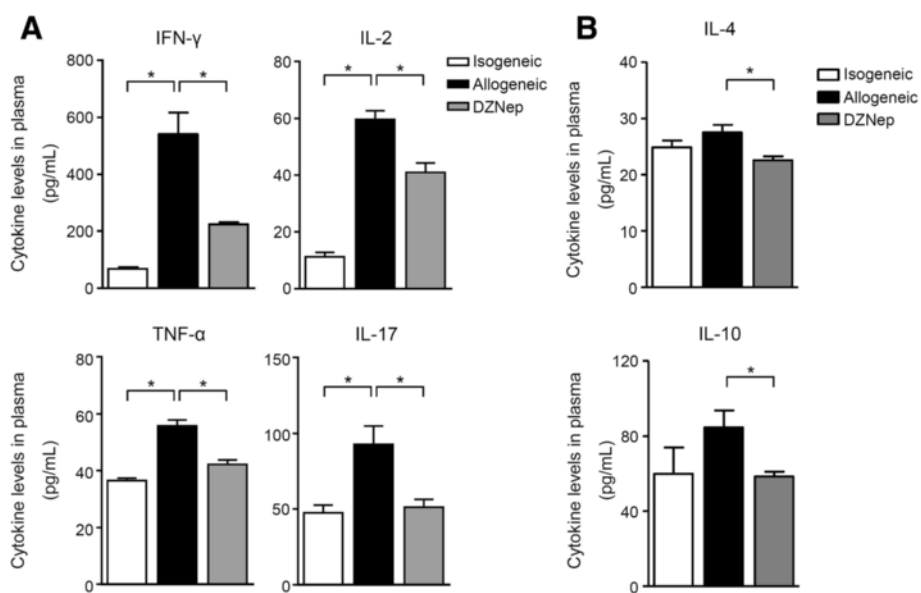 A
IFN-γ
Cytokine levels in plasma
(pg/mL)
800
600
400
200
0
*
*
IL-2
80
60
40
20
0
*
*
Isogeneic
Allogeneic
DZNep
TNF-α
Cytokine levels in plasma
(pg/mL)
80
60
40
20
0
*
*
IL-17
150
100
50
0
*
*
B
IL-4
Cytokine levels in plasma
(pg/mL)
40
30
20
10
0
*
Isogeneic
Allogeneic
DZNep
IL-10
Cytokine levels in plasma
(pg/mL)
120
80
40
0
*